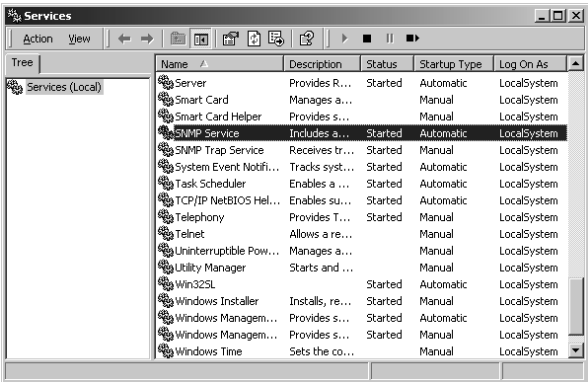 Services
Action View
Tree
Services (Local)
Name Description Status Startup Type Log On As
Server Provides R... Started Automatic LocalSystem
Smart Card Manages a... Manual LocalSystem
Smart Card Helper Provides s... Manual LocalSystem
SNMP Service Includes a... Started Automatic LocalSystem
SNMP Trap Service Receives tr... Started Manual LocalSystem
System Event Notifi... Tracks syst... Started Automatic LocalSystem
Task Scheduler Enables a ... Started Automatic LocalSystem
TCP/IP NetBIOS Hel... Enables su... Started Automatic LocalSystem
Telephony Provides T... Started Manual LocalSystem
Telnet Allows a re... Manual LocalSystem
Uninterruptible Pow... Manages a... Manual LocalSystem
Utility Manager Starts and ... Manual LocalSystem
Win32SL Started Automatic LocalSystem
Windows Installer Installs, re... Started Manual LocalSystem
Windows Managem... Provides s... Started Automatic LocalSystem
Windows Managem... Provides s... Started Manual LocalSystem
Windows Time Sets the co... Manual LocalSystem